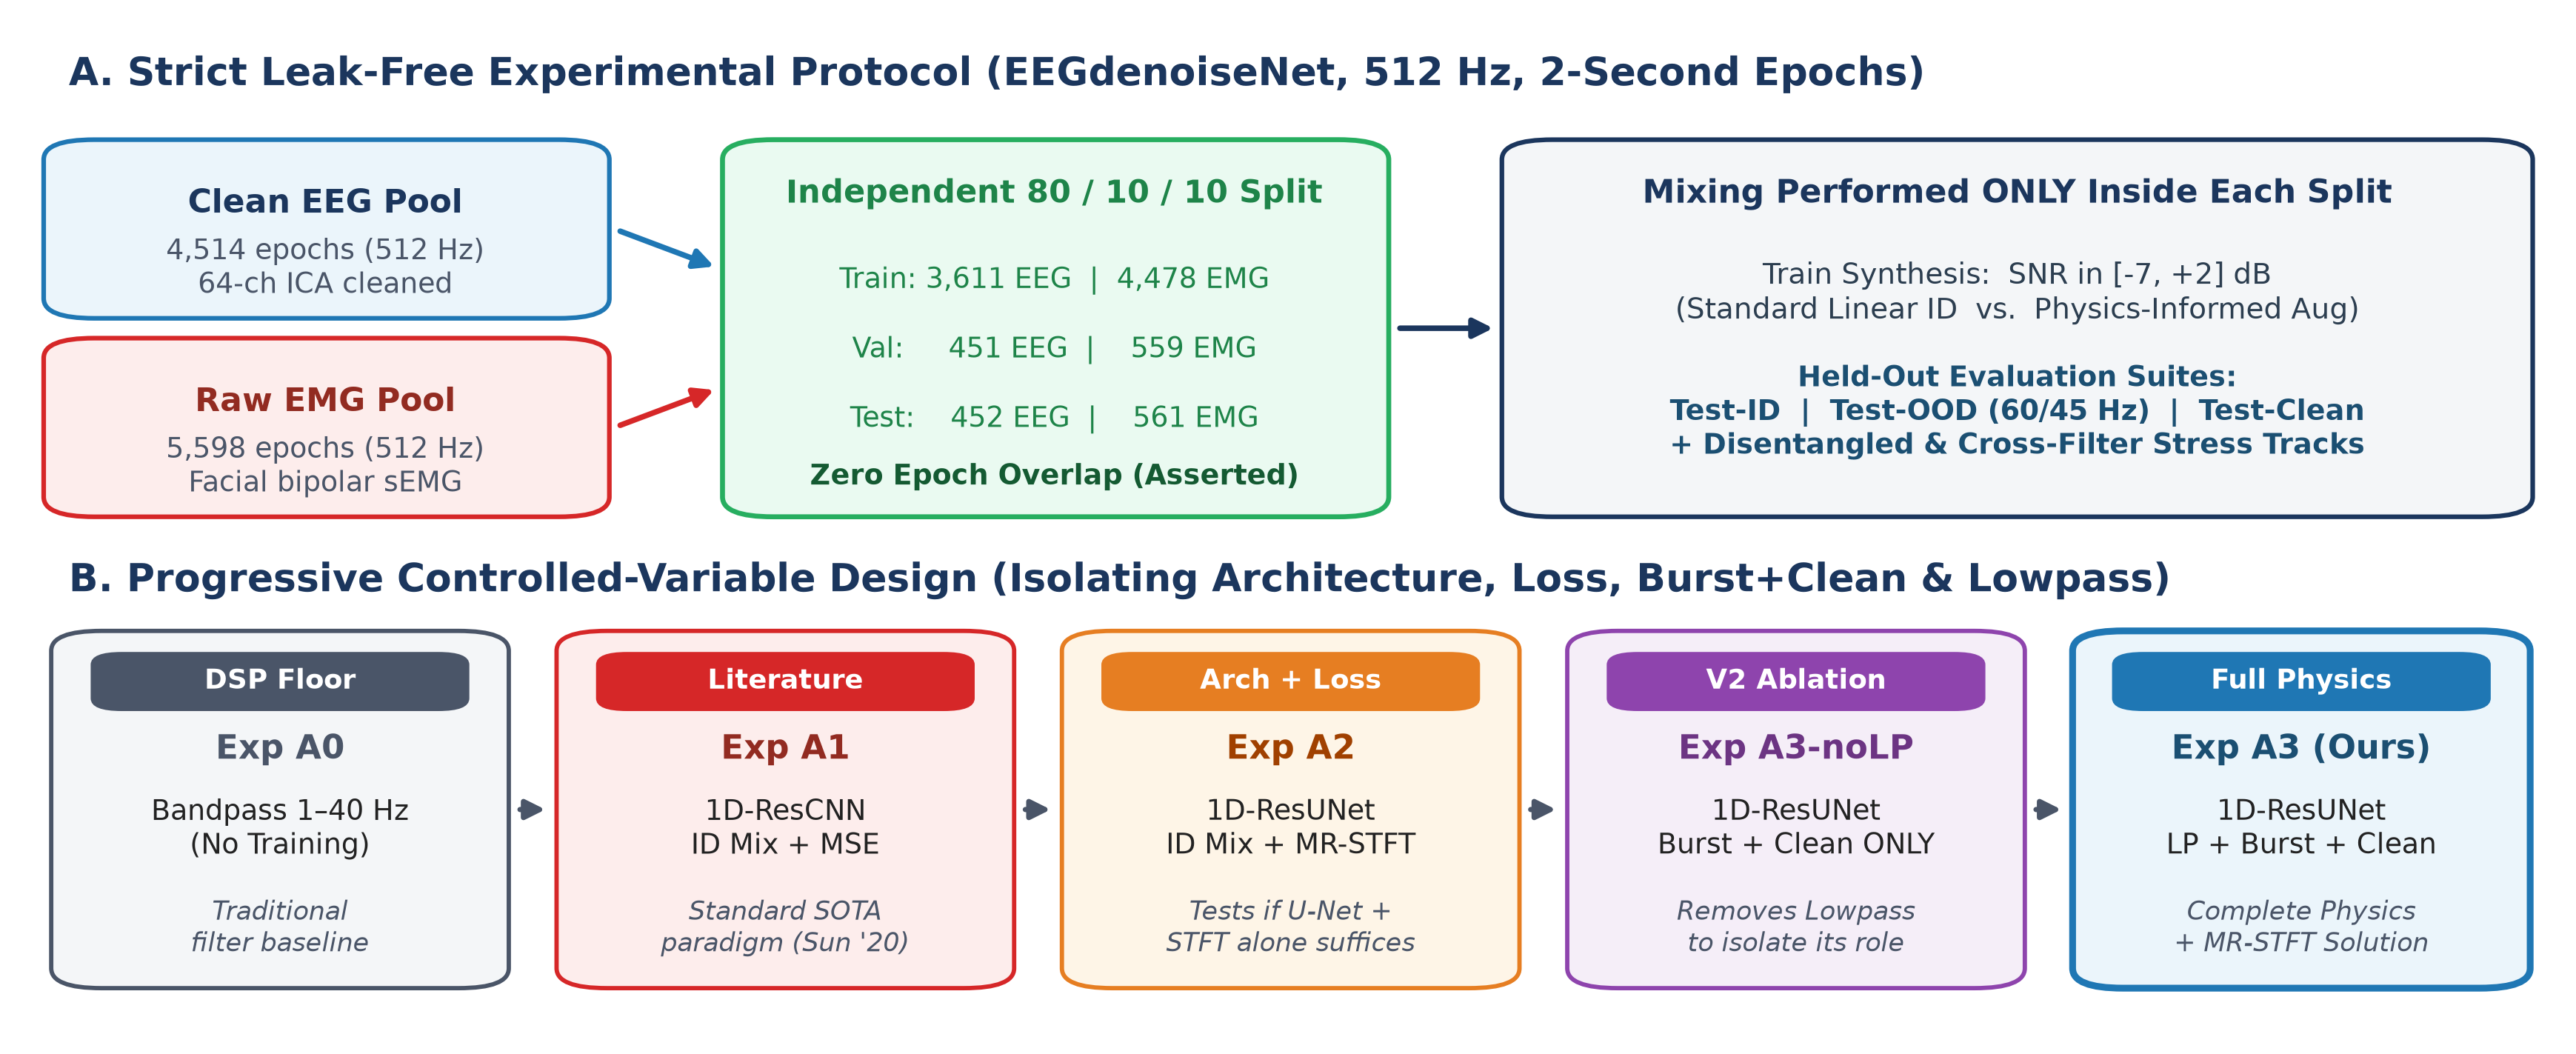 A. Strict Leak-Free Experimental Protocol (EEGdenoiseNet, 512 Hz, 2-Second Epochs)
Clean EEG Pool
4,514 epochs (512 Hz)
64-ch ICA cleaned
Raw EMG Pool
5,598 epochs (512 Hz)
Facial bipolar sEMG
Independent 80 / 10 / 10 Split
Train: 3,611 EEG | 4,478 EMG
Val: 451 EEG | 559 EMG
Test: 452 EEG | 561 EMG
Zero Epoch Overlap (Asserted)
Mixing Performed ONLY Inside Each Split
Train Synthesis: SNR in [-7, +2] dB
(Standard Linear ID vs. Physics-Informed Aug)
Held-Out Evaluation Suites:
Test-ID | Test-OOD (60/45 Hz) | Test-Clean
+ Disentangled & Cross-Filter Stress Tracks
B. Progressive Controlled-Variable Design (Isolating Architecture, Loss, Burst+Clean & Lowpass)
DSP Floor
Exp A0
Bandpass 1–40 Hz
(No Training)
Traditional
filter baseline
Literature
Exp A1
1D-ResCNN
ID Mix + MSE
Standard SOTA
paradigm (Sun '20)
Arch + Loss
Exp A2
1D-ResUNet
ID Mix + MR-STFT
Tests if U-Net +
STFT alone suffices
V2 Ablation
Exp A3-noLP
1D-ResUNet
Burst + Clean ONLY
Removes Lowpass
to isolate its role
Full Physics
Exp A3 (Ours)
1D-ResUNet
LP + Burst + Clean
Complete Physics
+ MR-STFT Solution